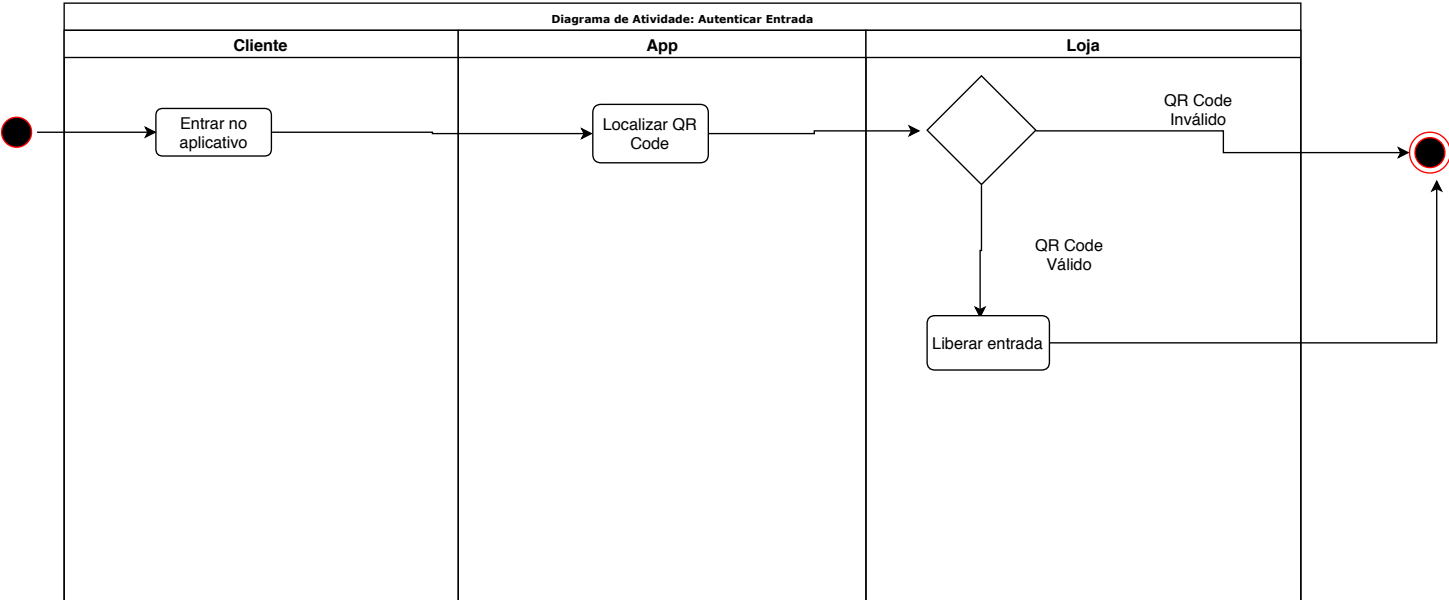 Diagrama de Atividade: Autenticar Entrada
Cliente
App
Loja
Entrar no
aplicativo
Localizar QR
Code
QR Code
Inválido
QR Code
Válido
Liberar entrada